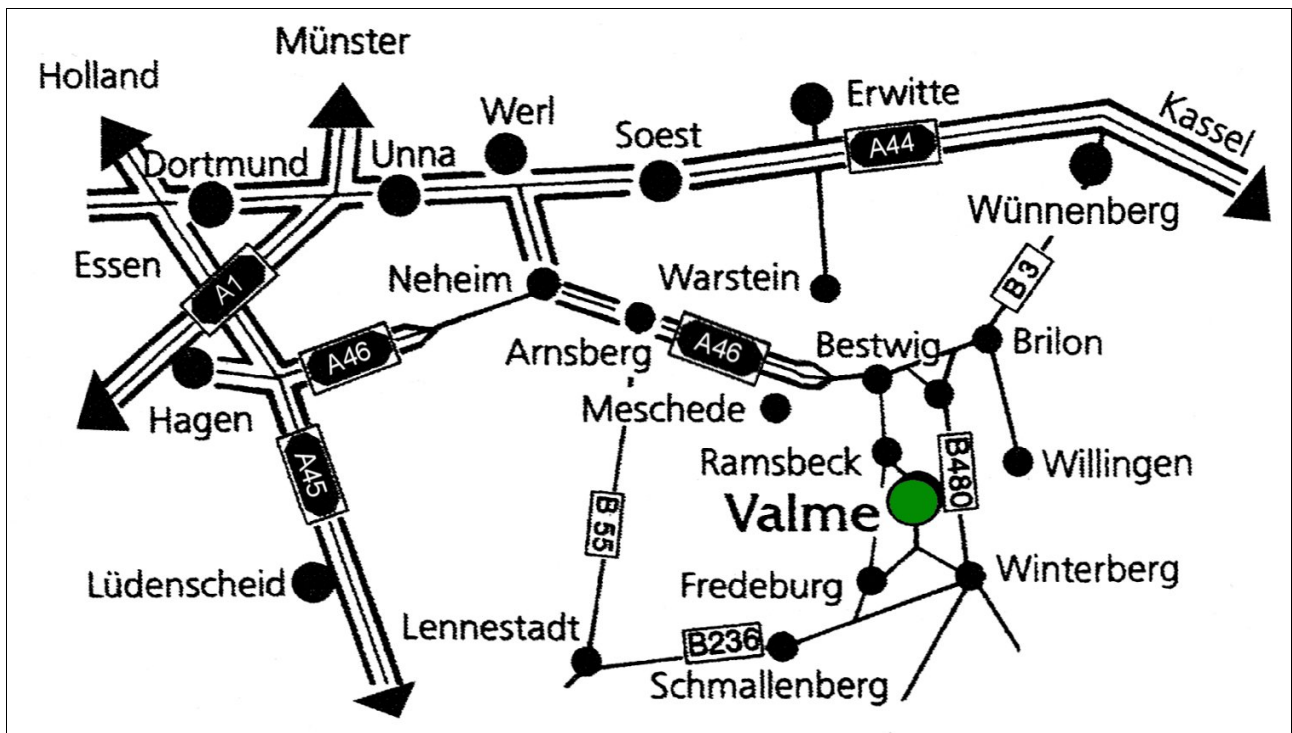 Münster
Holland
Werl
Erwitte
Kassel
Dortmund
Unna
Soest
A44
Wünnenberg
Essen
A1
Neheim
Warstein
B 3
A46
Arnsberg
A46
Bestwig
Brilon
Hagen
Meschede
A45
Ramsbeck
B480
Willingen
Valme
B 55
Lüdenscheid
Fredeburg
Winterberg
Lennestadt
B236
Schmallenberg